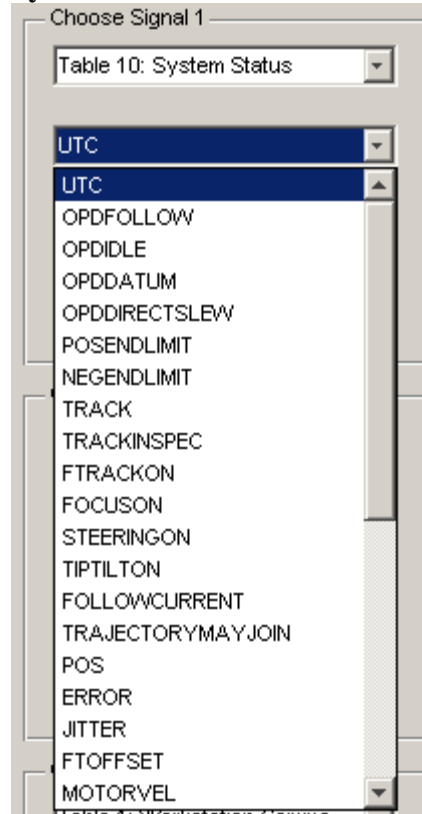 Choose Signal 1
Table 10: System Status
UTC
UTC
OPDFOLLOW
OPDIDLE
OPDDATUM
OPDDIRECTSLEW
POSENDLIMIT
NEGENDLIMIT
TRACK
TRACKINSPEC
FTRACKON
FOCUSON
STEERINGON
TIPTILTON
FOLLOWCURRENT
TRAJECTORYMAYJOIN
POS
ERROR
JITTER
FTOFFSET
MOTORVEL